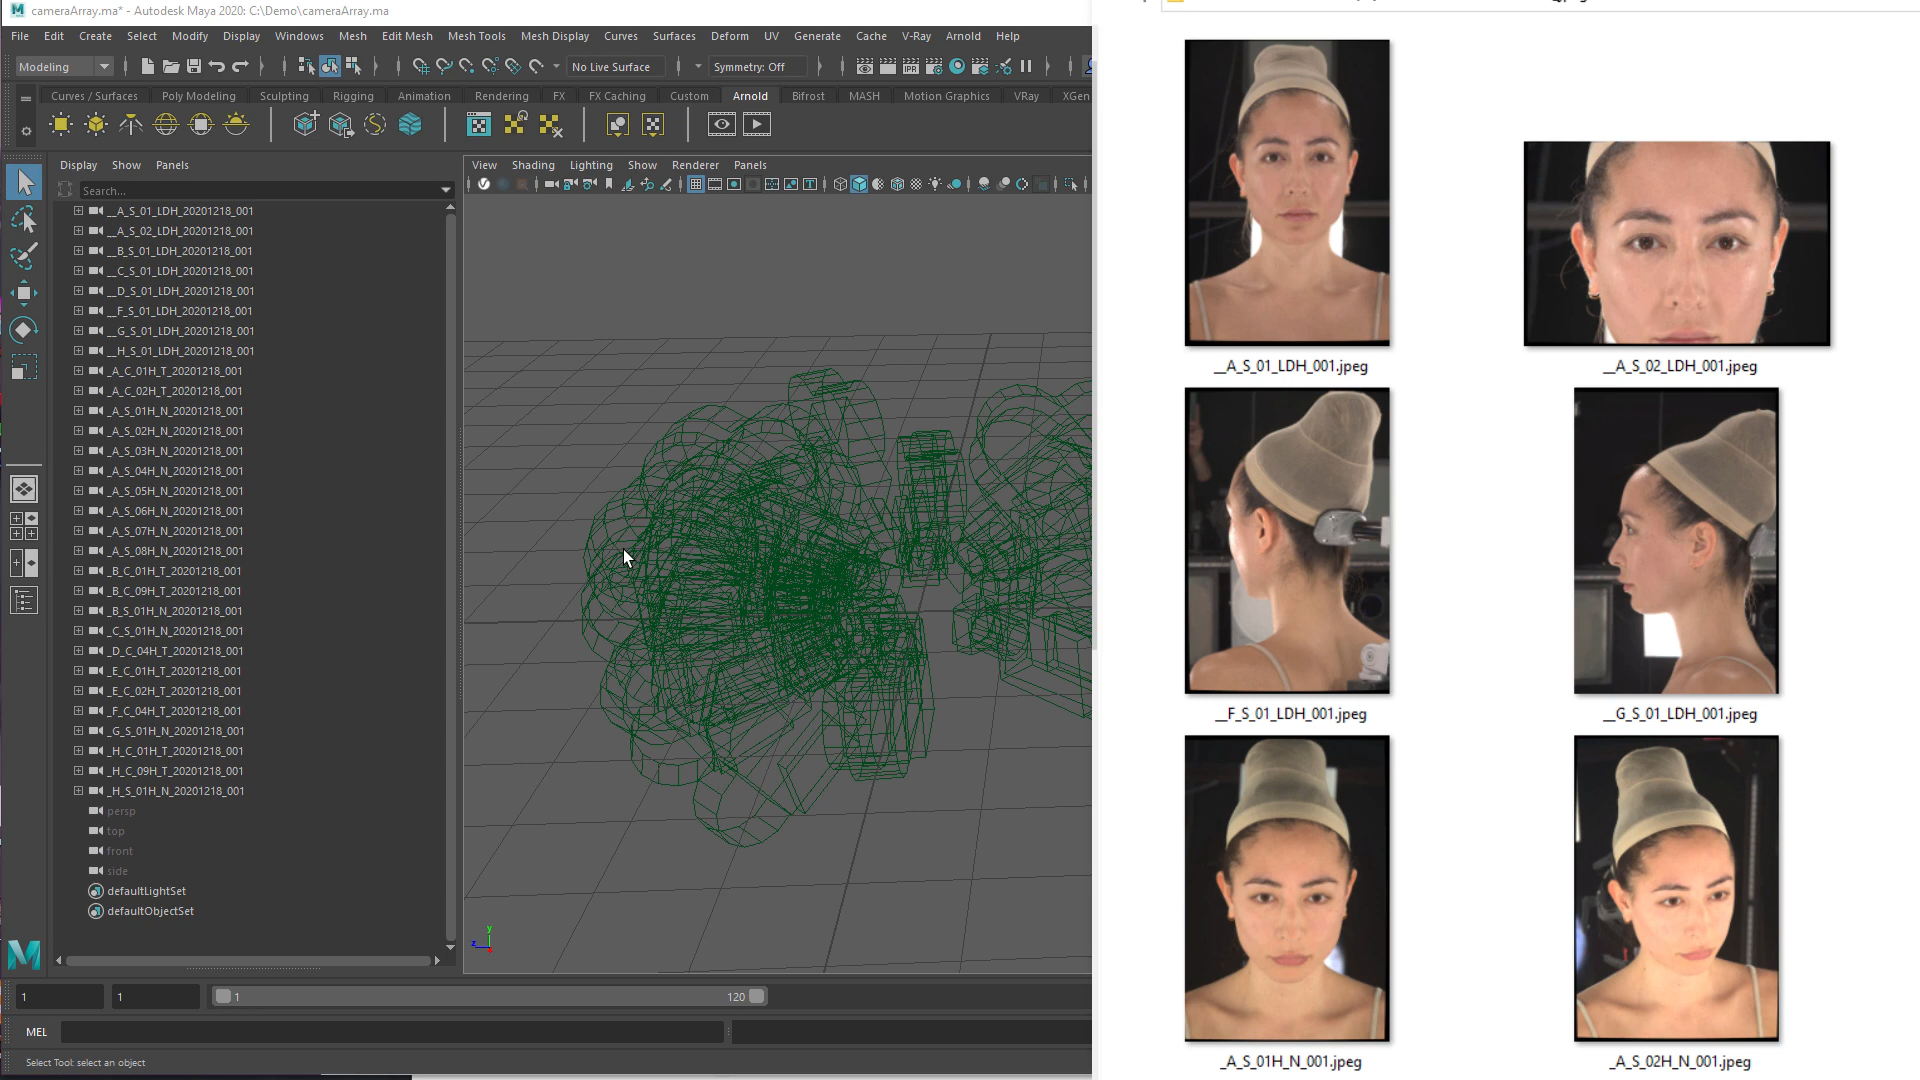 cameraArray.ma* - Autodesk Maya 2020: C:\Demo\cameraArray.ma
File Edit Create Select Modify Display Windows Mesh Edit Mesh Mesh Tools Mesh Display Curves Surfaces Deform UV Generate Cache V-Ray Arnold Help
Modeling No Live Surface Symmetry: Off
IPR
Curves / Surfaces Poly Modeling Sculpting Rigging Animation Rendering FX FX Caching Custom Arnold Bifrost MASH Motion Graphics VRay XGen
Display Show Panels
View Shading Lighting Show Renderer Panels
Search...
__A_S_01_LDH_20201218_001
__A_S_02_LDH_20201218_001
__B_S_01_LDH_20201218_001
__C_S_01_LDH_20201218_001
__D_S_01_LDH_20201218_001
__F_S_01_LDH_20201218_001
__G_S_01_LDH_20201218_001
__H_S_01_LDH_20201218_001
_A_C_01H_T_20201218_001
_A_C_02H_T_20201218_001
_A_S_01H_N_20201218_001
_A_S_02H_N_20201218_001
_A_S_03H_N_20201218_001
_A_S_04H_N_20201218_001
_A_S_05H_N_20201218_001
_A_S_06H_N_20201218_001
_A_S_07H_N_20201218_001
_A_S_08H_N_20201218_001
_B_C_01H_T_20201218_001
_B_C_09H_T_20201218_001
_B_S_01H_N_20201218_001
_C_S_01H_N_20201218_001
_D_C_04H_T_20201218_001
_E_C_01H_T_20201218_001
_E_C_02H_T_20201218_001
_F_C_04H_T_20201218_001
_G_S_01H_N_20201218_001
_H_C_01H_T_20201218_001
_H_C_09H_T_20201218_001
_H_S_01H_N_20201218_001
persp
top
front
side
defaultLightSet
defaultObjectSet
y
z
1 1 1 120
MEL
Select Tool: select an object
__A_S_01_LDH_001.jpeg
__A_S_02_LDH_001.jpeg
__F_S_01_LDH_001.jpeg
__G_S_01_LDH_001.jpeg
_A_S_01H_N_001.jpeg
_A_S_02H_N_001.jpeg